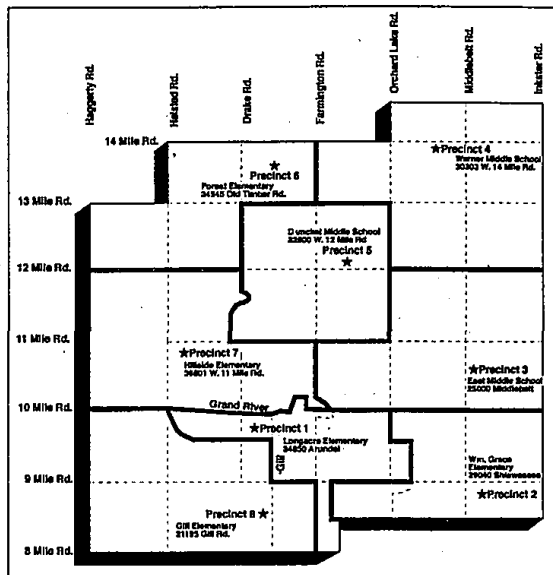 Haggerty Rd.
Halsted Rd.
Drake Rd.
Farmington Rd.
Orchard Lake Rd.
Middlebelt Rd.
Inkster Rd.
14 Mile Rd.
Precinct 4
Warner Middle School
30303 W. 14 Mile Rd.
Precinct 6
Forest Elementary
34545 Old Timber Rd.
13 Mile Rd.
Dunckel Middle School
32800 W. 12 Mile Rd
Precinct 5
12 Mile Rd.
11 Mile Rd.
Precinct 7
Hillside Elementary
36801 W. 11 Mile Rd.
Precinct 3
East Middle School
25000 Middlebelt
10 Mile Rd.
Grand River
Precinct 1
Longacre Elementary
34850 Arundel
Gill
Wm. Grace
Elementary
29040 Shiawassee
9 Mile Rd.
Precinct 2
Precinct 8
Gill Elementary
21195 Gill Rd.
8 Mile Rd.